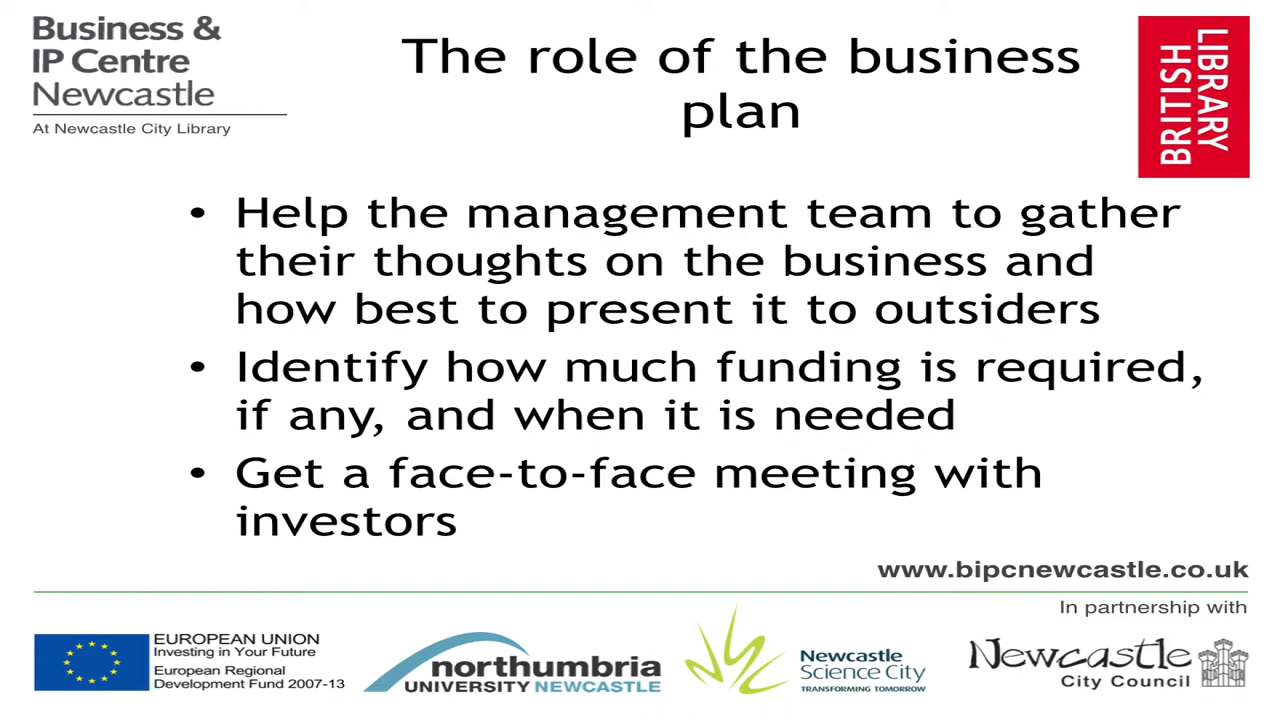 Business &
IP Centre
Newcastle
At Newcastle City Library
The role of the business
plan
LIBRARY
BRITISH
• Help the management team to gather
their thoughts on the business and
how best to present it to outsiders
• Identify how much funding is required,
if any, and when it is needed
• Get a face-to-face meeting with
investors
www.bipcnewcastle.co.uk
In partnership with
EUROPEAN UNION
Investing in Your Future
European Regional
Development Fund 2007-13
northumbria
UNIVERSITY NEWCASTLE
Newcastle
Science City
TRANSFORMING TOMORROW
Newcastle
City Council